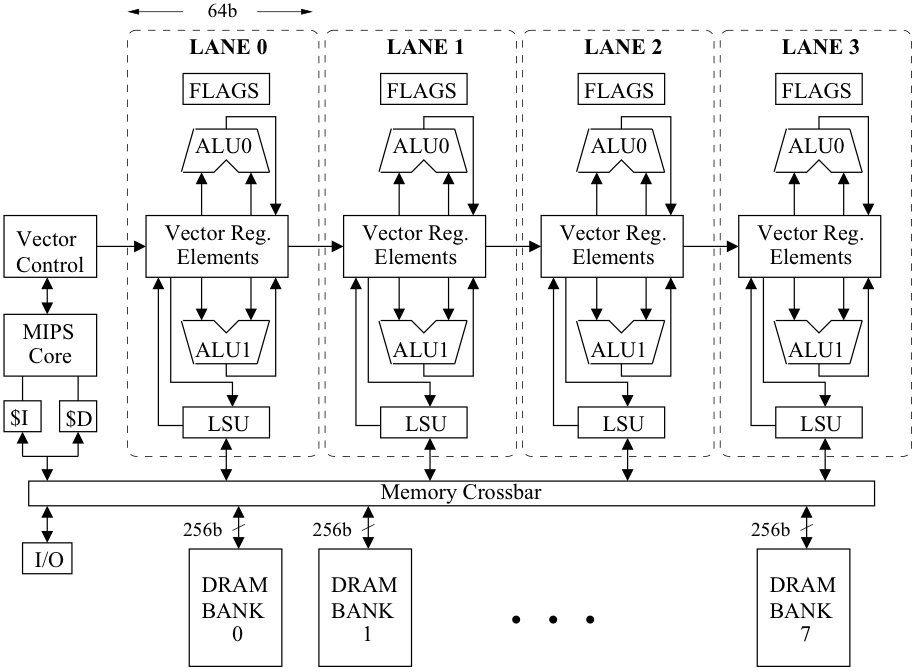 64b
LANE 0
LANE 1
LANE 2
LANE 3
FLAGS
FLAGS
FLAGS
FLAGS
ALU0
ALU0
ALU0
ALU0
Vector
Control
Vector Reg.
Elements
Vector Reg.
Elements
Vector Reg.
Elements
Vector Reg.
Elements
MIPS
Core
ALU1
ALU1
ALU1
ALU1
$I
$D
LSU
LSU
LSU
LSU
Memory Crossbar
256b
256b
256b
I/O
DRAM
BANK
0
DRAM
BANK
1
• • •
DRAM
BANK
7